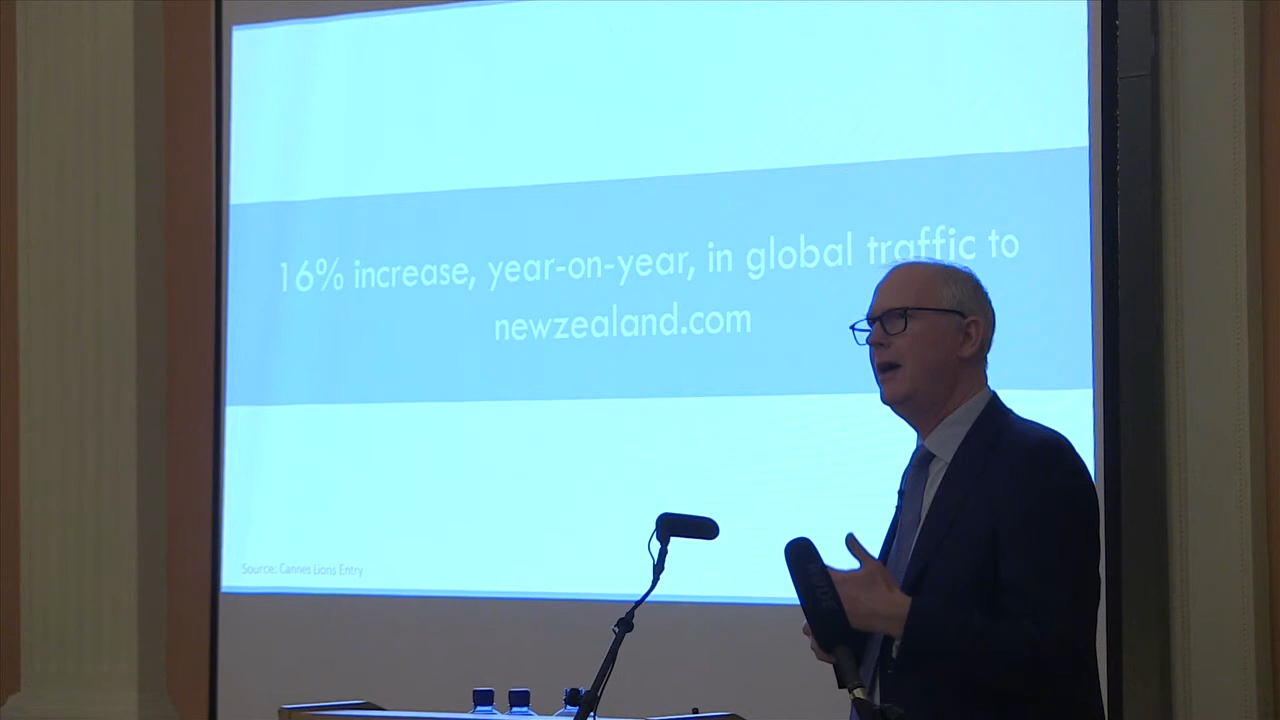 16% increase, year-on-year, in global traffic to
newzealand.com
Source: Cannes Lions Entry